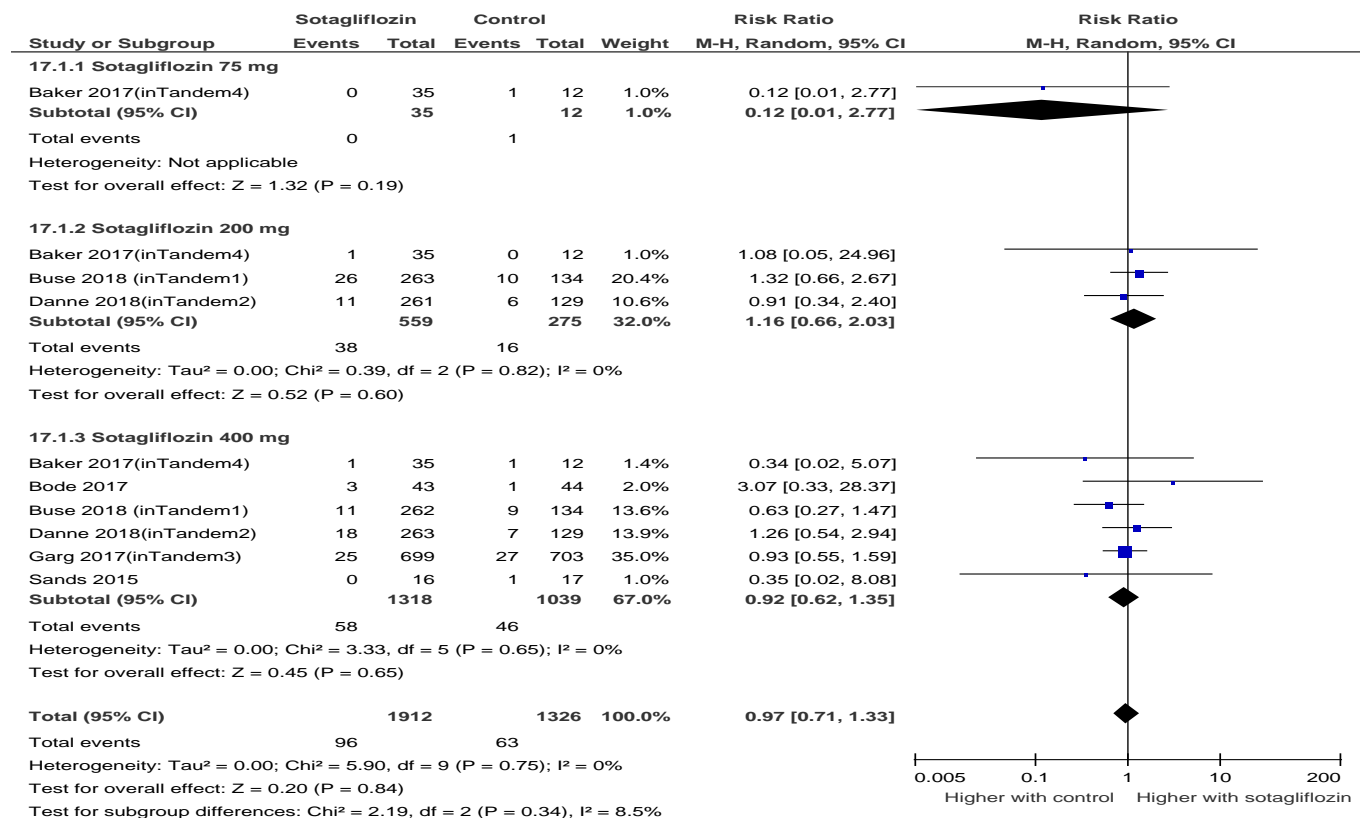 Sotagliflozin Control Risk Ratio Risk Ratio
Study or Subgroup Events Total Events Total Weight M-H, Random, 95% CI M-H, Random, 95% CI
17.1.1 Sotagliflozin 75 mg
Baker 2017(inTandem4) 0 35 1 12 1.0% 0.12 [0.01, 2.77]
Subtotal (95% CI) 35 12 1.0% 0.12 [0.01, 2.77]
Total events 0 1
Heterogeneity: Not applicable
Test for overall effect: Z = 1.32 (P = 0.19)
17.1.2 Sotagliflozin 200 mg
Baker 2017(inTandem4) 1 35 0 12 1.0% 1.08 [0.05, 24.96]
Buse 2018 (inTandem1) 26 263 10 134 20.4% 1.32 [0.66, 2.67]
Danne 2018(inTandem2) 11 261 6 129 10.6% 0.91 [0.34, 2.40]
Subtotal (95% CI) 559 275 32.0% 1.16 [0.66, 2.03]
Total events 38 16
Heterogeneity: Tau² = 0.00; Chi² = 0.39, df = 2 (P = 0.82); I² = 0%
Test for overall effect: Z = 0.52 (P = 0.60)
17.1.3 Sotagliflozin 400 mg
Baker 2017(inTandem4) 1 35 1 12 1.4% 0.34 [0.02, 5.07]
Bode 2017 3 43 1 44 2.0% 3.07 [0.33, 28.37]
Buse 2018 (inTandem1) 11 262 9 134 13.6% 0.63 [0.27, 1.47]
Danne 2018(inTandem2) 18 263 7 129 13.9% 1.26 [0.54, 2.94]
Garg 2017(inTandem3) 25 699 27 703 35.0% 0.93 [0.55, 1.59]
Sands 2015 0 16 1 17 1.0% 0.35 [0.02, 8.08]
Subtotal (95% CI) 1318 1039 67.0% 0.92 [0.62, 1.35]
Total events 58 46
Heterogeneity: Tau² = 0.00; Chi² = 3.33, df = 5 (P = 0.65); I² = 0%
Test for overall effect: Z = 0.45 (P = 0.65)
Total (95% CI) 1912 1326 100.0% 0.97 [0.71, 1.33]
Total events 96 63
Heterogeneity: Tau² = 0.00; Chi² = 5.90, df = 9 (P = 0.75); I² = 0%
Test for overall effect: Z = 0.20 (P = 0.84)
Test for subgroup differences: Chi² = 2.19, df = 2 (P = 0.34), I² = 8.5%
0.005 0.1 1 10 200
Higher with control Higher with sotagliflozin